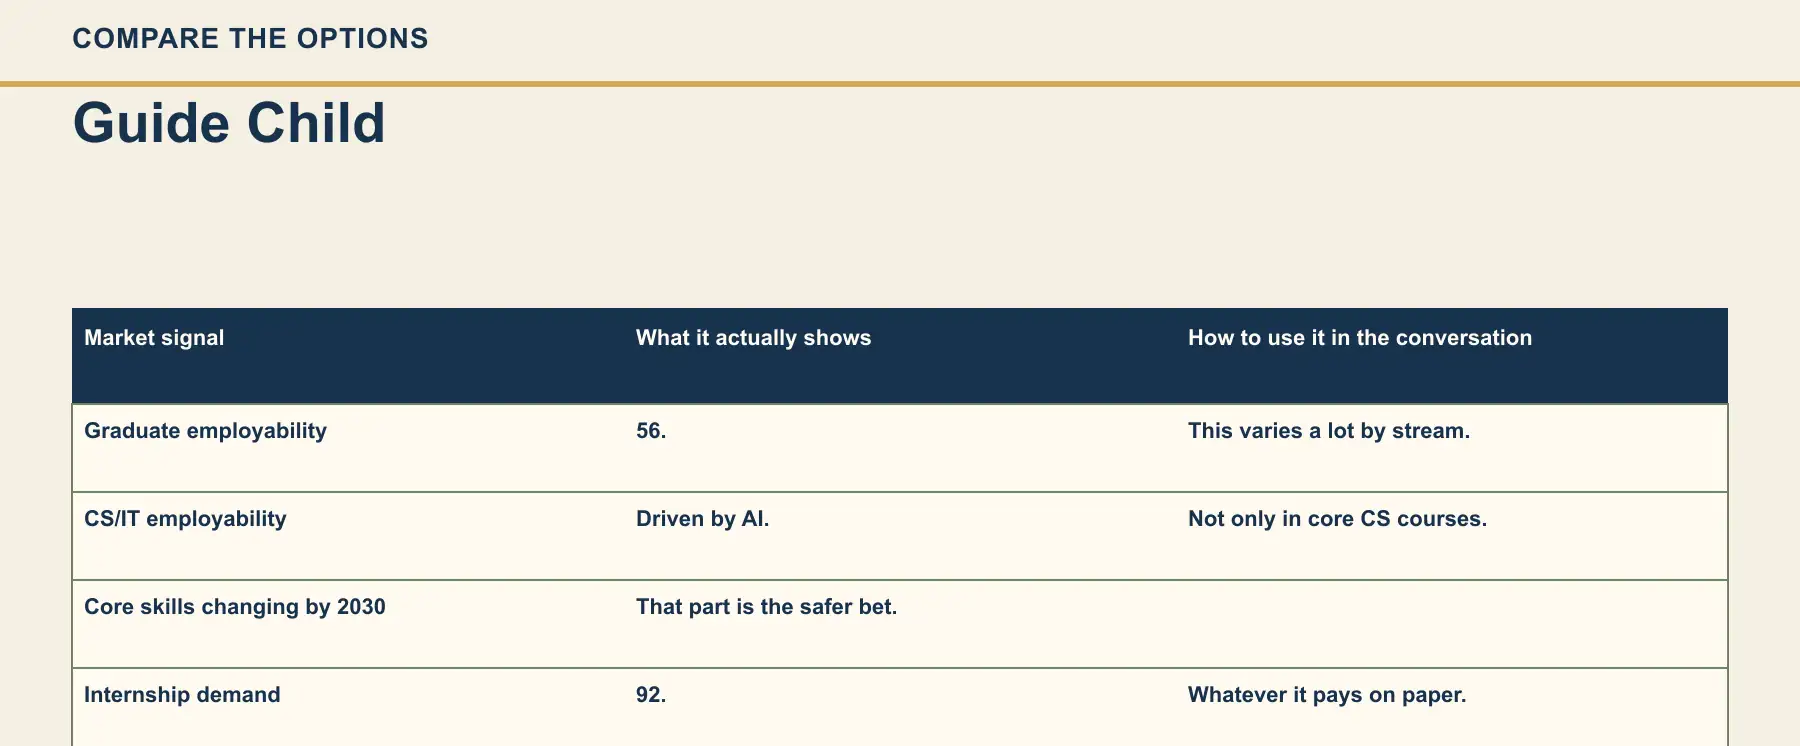 COMPARE THE OPTIONS
Guide Child
Market signal What it actually shows How to use it in the conversation
Graduate employability 56. This varies a lot by stream.
CS/IT employability Driven by AI. Not only in core CS courses.
Core skills changing by 2030 That part is the safer bet.
Internship demand 92. Whatever it pays on paper.